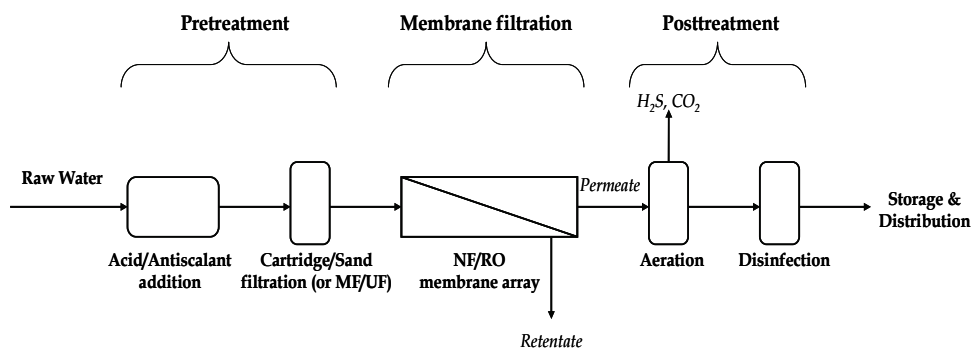 Pretreatment
Membrane filtration
Posttreatment
H₂S, CO₂
Raw Water
Permeate
Storage &
Distribution
Acid/Antiscalant
addition
Cartridge/Sand
filtration (or MF/UF)
NF/RO
membrane array
Aeration
Disinfection
Retentate